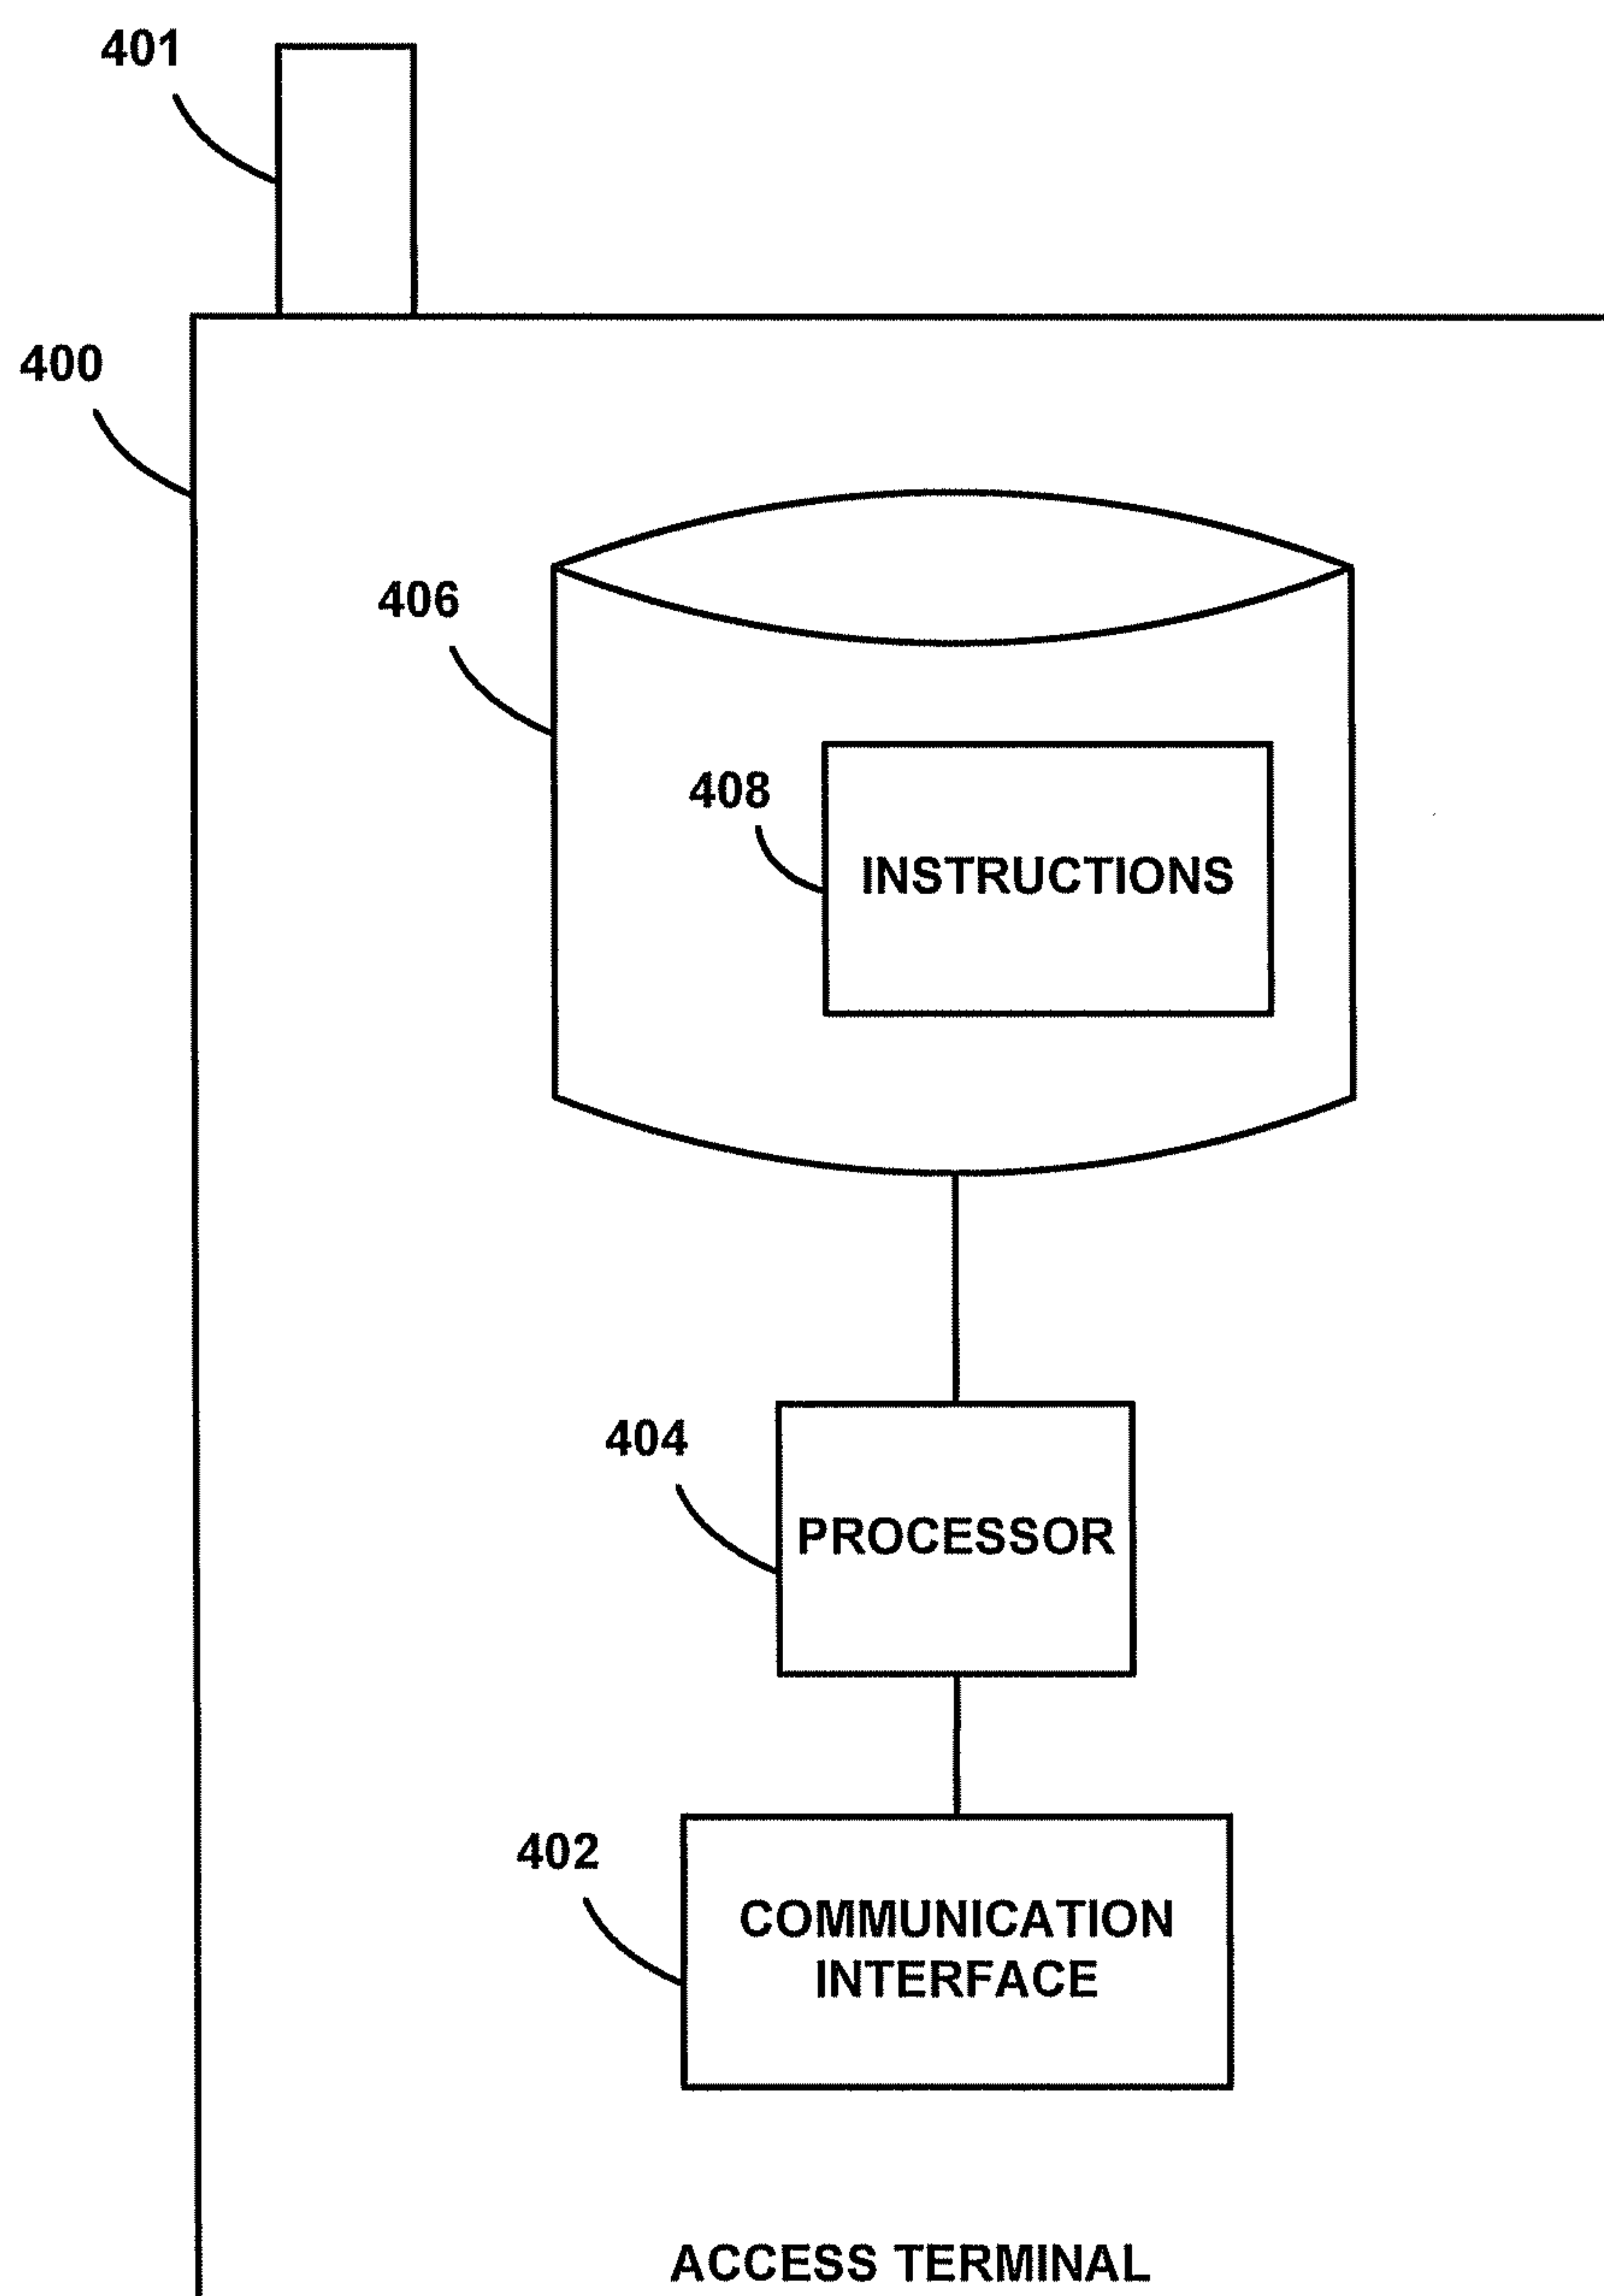 401
400
406
408
INSTRUCTIONS
404
PROCESSOR
402
COMMUNICATION
INTERFACE
ACCESS TERMINAL